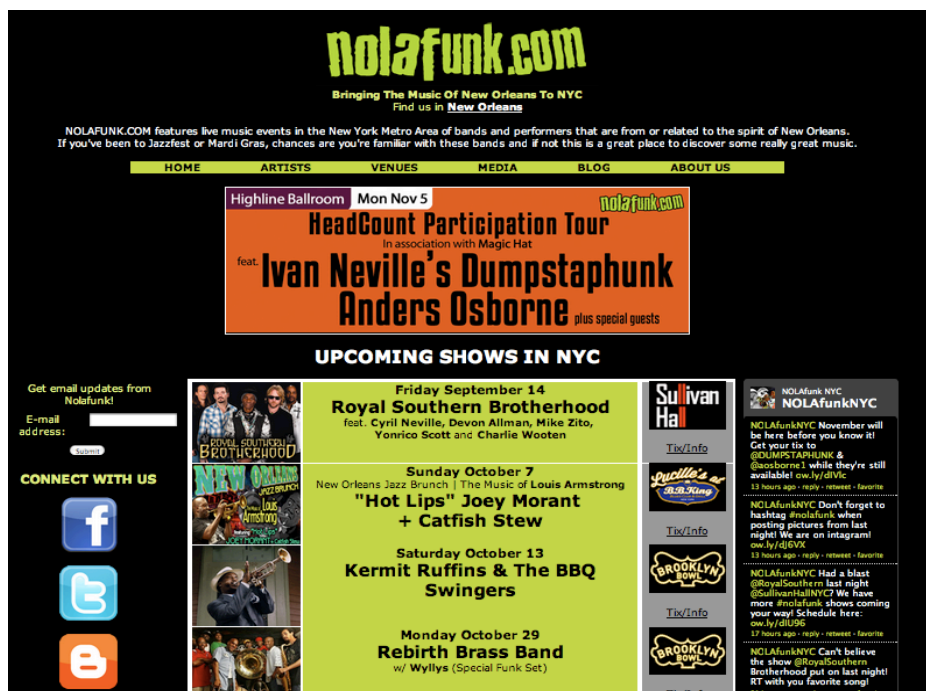 nolafunk.com
Bringing The Music Of New Orleans To NYC
Find us in New Orleans
NOLAFUNK.COM features live music events in the New York Metro Area of bands and performers that are from or related to the spirit of New Orleans.
If you've been to Jazzfest or Mardi Gras, chances are you're familiar with these bands and if not this is a great place to discover some really great music.
HOME ARTISTS VENUES MEDIA BLOG ABOUT US
Highline Ballroom Mon Nov 5 nolafunk.com
HeadCount Participation Tour
In association with Magic Hat
feat. Ivan Neville's Dumpstaphunk
Anders Osborne plus special guests
UPCOMING SHOWS IN NYC
Get email updates from
Nolafunk!
E-mail
address:
Submit
CONNECT WITH US
f
t
B
ROYAL SOUTHERN
BROTHERHOOD
Friday September 14
Royal Southern Brotherhood
feat. Cyril Neville, Devon Allman, Mike Zito,
Yonrico Scott and Charlie Wooten
Sullivan
Hall
Tix/Info
NEW ORLEANS
JAZZ BRUNCH
Louis
Armstrong
JOEY MORANT
Sunday October 7
New Orleans Jazz Brunch | The Music of Louis Armstrong
"Hot Lips" Joey Morant
+ Catfish Stew
Lucille's at
B.B.King
Tix/Info
Saturday October 13
Kermit Ruffins & The BBQ
Swingers
BROOKLYN
BOWL
Tix/Info
Monday October 29
Rebirth Brass Band
w/ Wyllys (Special Funk Set)
BROOKLYN
BOWL
NOLAfunk NYC
NOLAfunkNYC
NOLAfunkNYC November will
be here before you know it!
Get your tix to
@DUMPSTAPHUNK &
@aosborne1 while they're still
available! ow.ly/dIVlc
13 hours ago · reply · retweet · favorite
NOLAfunkNYC Don't forget to
hashtag #nolafunk when
posting pictures from last
night! We are on intagram!
ow.ly/dJ6VX
13 hours ago · reply · retweet · favorite
NOLAfunkNYC Had a blast
@RoyalSouthern last night
@SullivanHallNYC? We have
more #nolafunk shows coming
your way! Schedule here:
ow.ly/dIU96
17 hours ago · reply · retweet · favorite
NOLAfunkNYC Can't believe
the show @RoyalSouthern
Brotherhood put on last night!
RT with you favorite song!